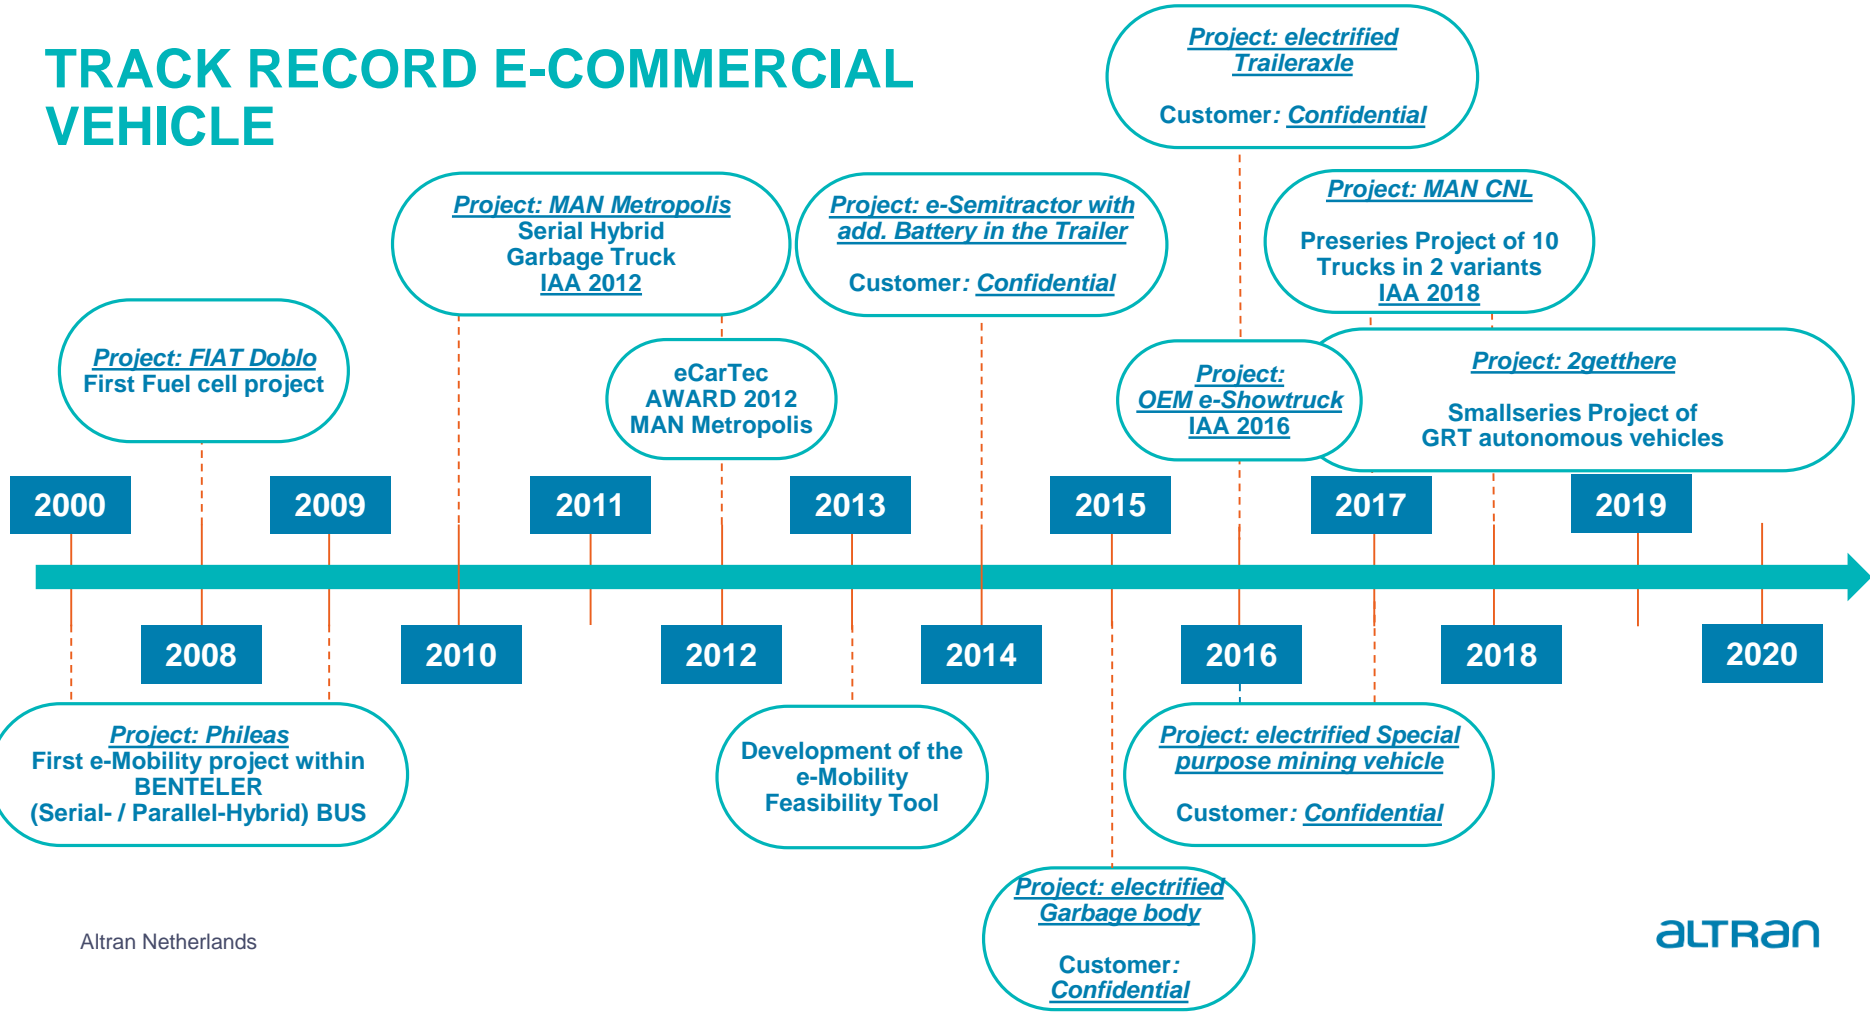 TRACK RECORD E-COMMERCIAL
VEHICLE
Project: electrified
Traileraxle
Customer: Confidential
Project: MAN Metropolis
Serial Hybrid
Garbage Truck
IAA 2012
Project: e-Semitractor with
add. Battery in the Trailer
Customer: Confidential
Project: MAN CNL
Preseries Project of 10
Trucks in 2 variants
IAA 2018
Project: FIAT Doblo
First Fuel cell project
eCarTec
AWARD 2012
MAN Metropolis
Project:
OEM e-Showtruck
IAA 2016
Project: 2getthere
Smallseries Project of
GRT autonomous vehicles
2000
2009
2011
2013
2015
2017
2019
2008
2010
2012
2014
2016
2018
2020
Project: Phileas
First e-Mobility project within
BENTELER
(Serial- / Parallel-Hybrid) BUS
Development of the
e-Mobility
Feasibility Tool
Project: electrified Special
purpose mining vehicle
Customer: Confidential
Project: electrified
Garbage body
Customer:
Confidential
Altran Netherlands
altran